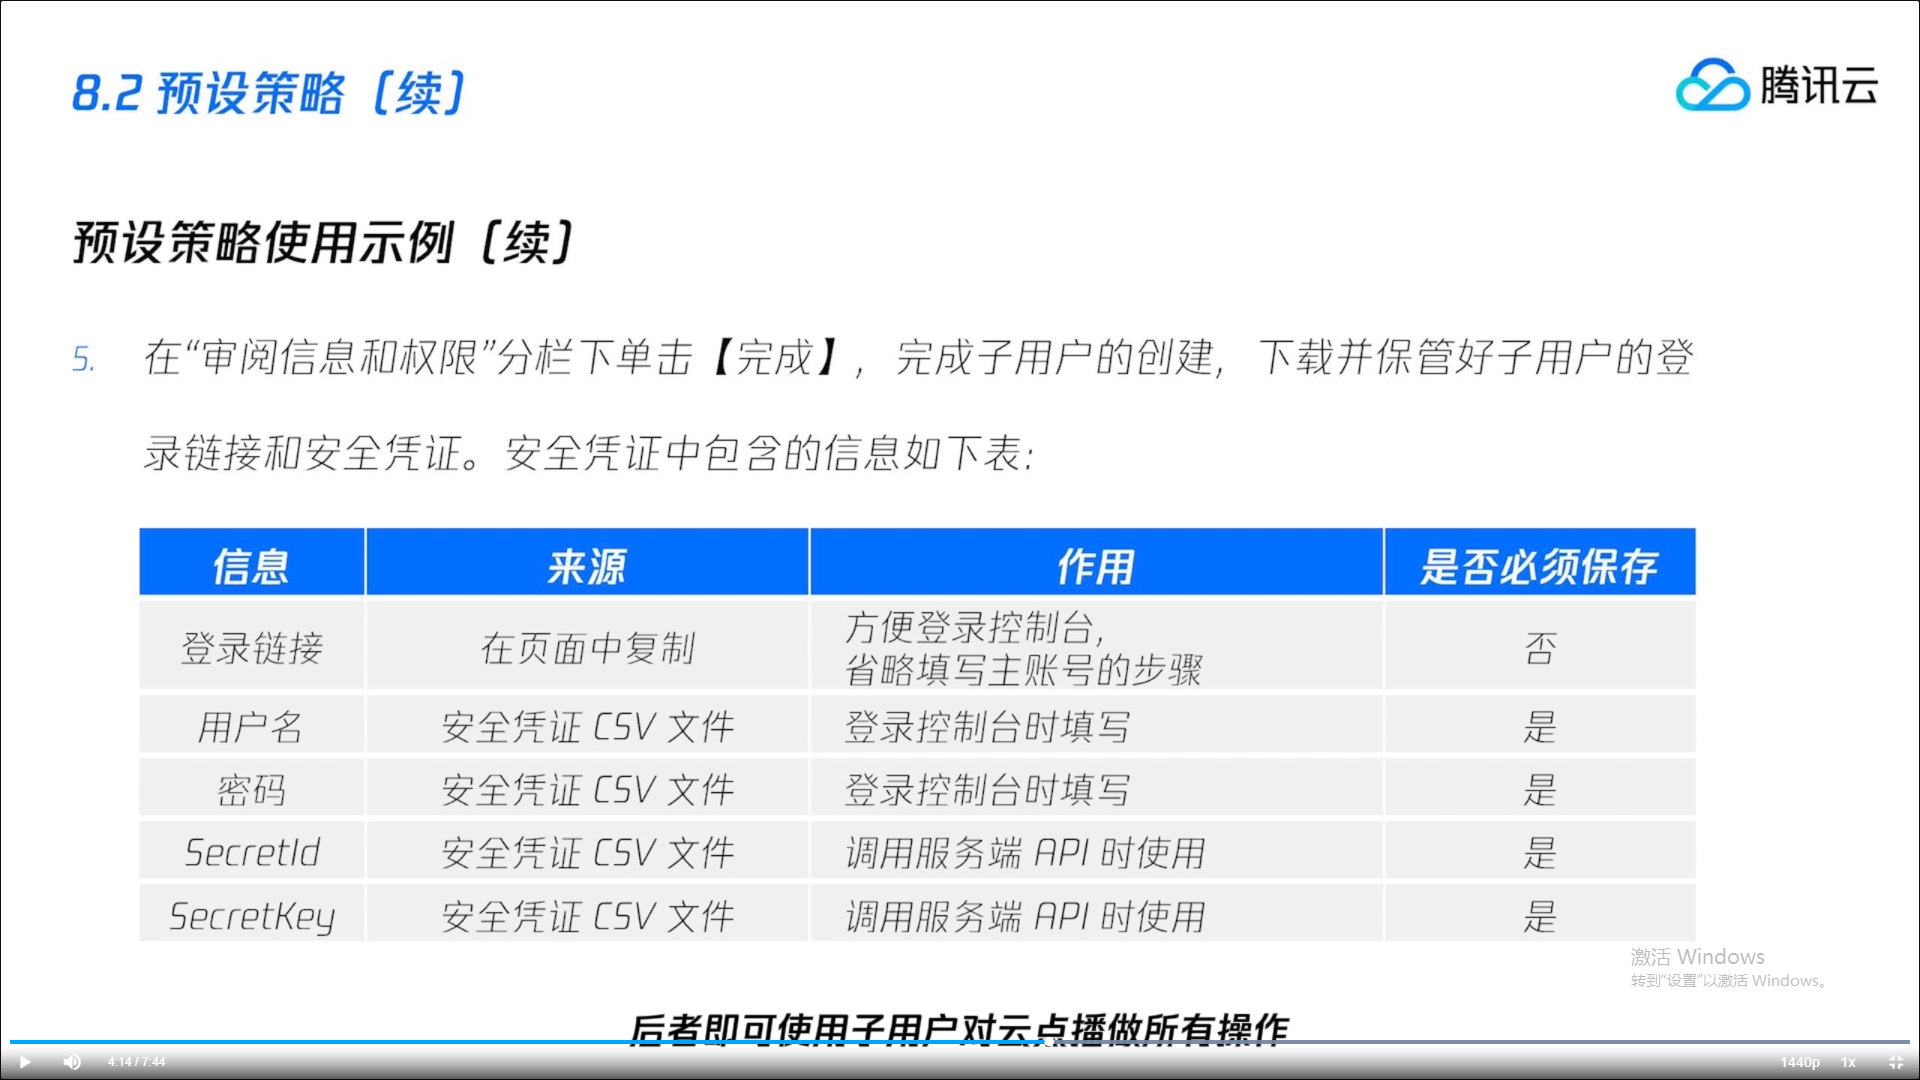 8.2 预设策略（续）
腾讯云
预设策略使用示例（续）
5. 在“审阅信息和权限”分栏下单击【完成】，完成子用户的创建，下载并保管好子用户的登
录链接和安全凭证。安全凭证中包含的信息如下表：
信息 来源 作用 是否必须保存
登录链接 在页面中复制 方便登录控制台，
省略填写主账号的步骤 否
用户名 安全凭证 CSV 文件 登录控制台时填写 是
密码 安全凭证 CSV 文件 登录控制台时填写 是
SecretId 安全凭证 CSV 文件 调用服务端 API 时使用 是
SecretKey 安全凭证 CSV 文件 调用服务端 API 时使用 是
激活 Windows
转到“设置”以激活 Windows。
后者即可使用子用户对云点播做所有操作
4:14 / 7:44 1440p 1x